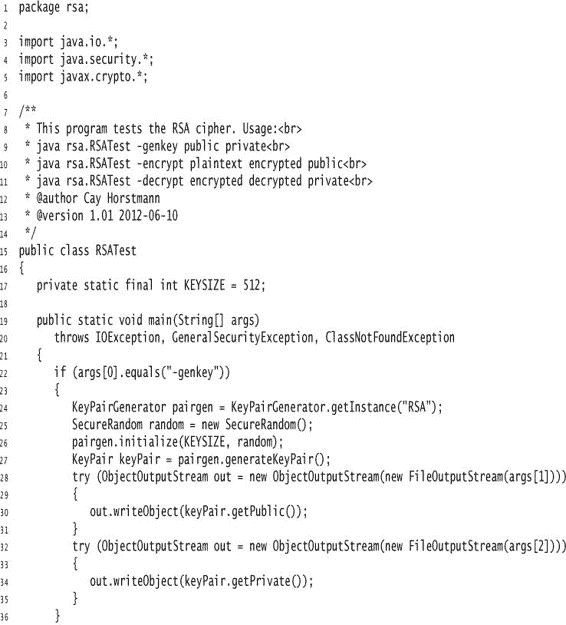 1 package rsa;
2
3 import java.io.*;
4 import java.security.*;
5 import javax.crypto.*;
6
7 /**
8  * This program tests the RSA cipher. Usage:<br>
9  * java rsa.RSATest -genkey public private<br>
10  * java rsa.RSATest -encrypt plaintext encrypted public<br>
11  * java rsa.RSATest -decrypt encrypted decrypted private<br>
12  * @author Cay Horstmann
13  * @version 1.01 2012-06-10
14  */
15 public class RSATest
16 {
17    private static final int KEYSIZE = 512;
18
19    public static void main(String[] args)
20       throws IOException, GeneralSecurityException, ClassNotFoundException
21    {
22       if (args[0].equals("-genkey"))
23       {
24          KeyPairGenerator pairgen = KeyPairGenerator.getInstance("RSA");
25          SecureRandom random = new SecureRandom();
26          pairgen.initialize(KEYSIZE, random);
27          KeyPair keyPair = pairgen.generateKeyPair();
28          try (ObjectOutputStream out = new ObjectOutputStream(new FileOutputStream(args[1])))
29          {
30             out.writeObject(keyPair.getPublic());
31          }
32          try (ObjectOutputStream out = new ObjectOutputStream(new FileOutputStream(args[2])))
33          {
34             out.writeObject(keyPair.getPrivate());
35          }
36       }